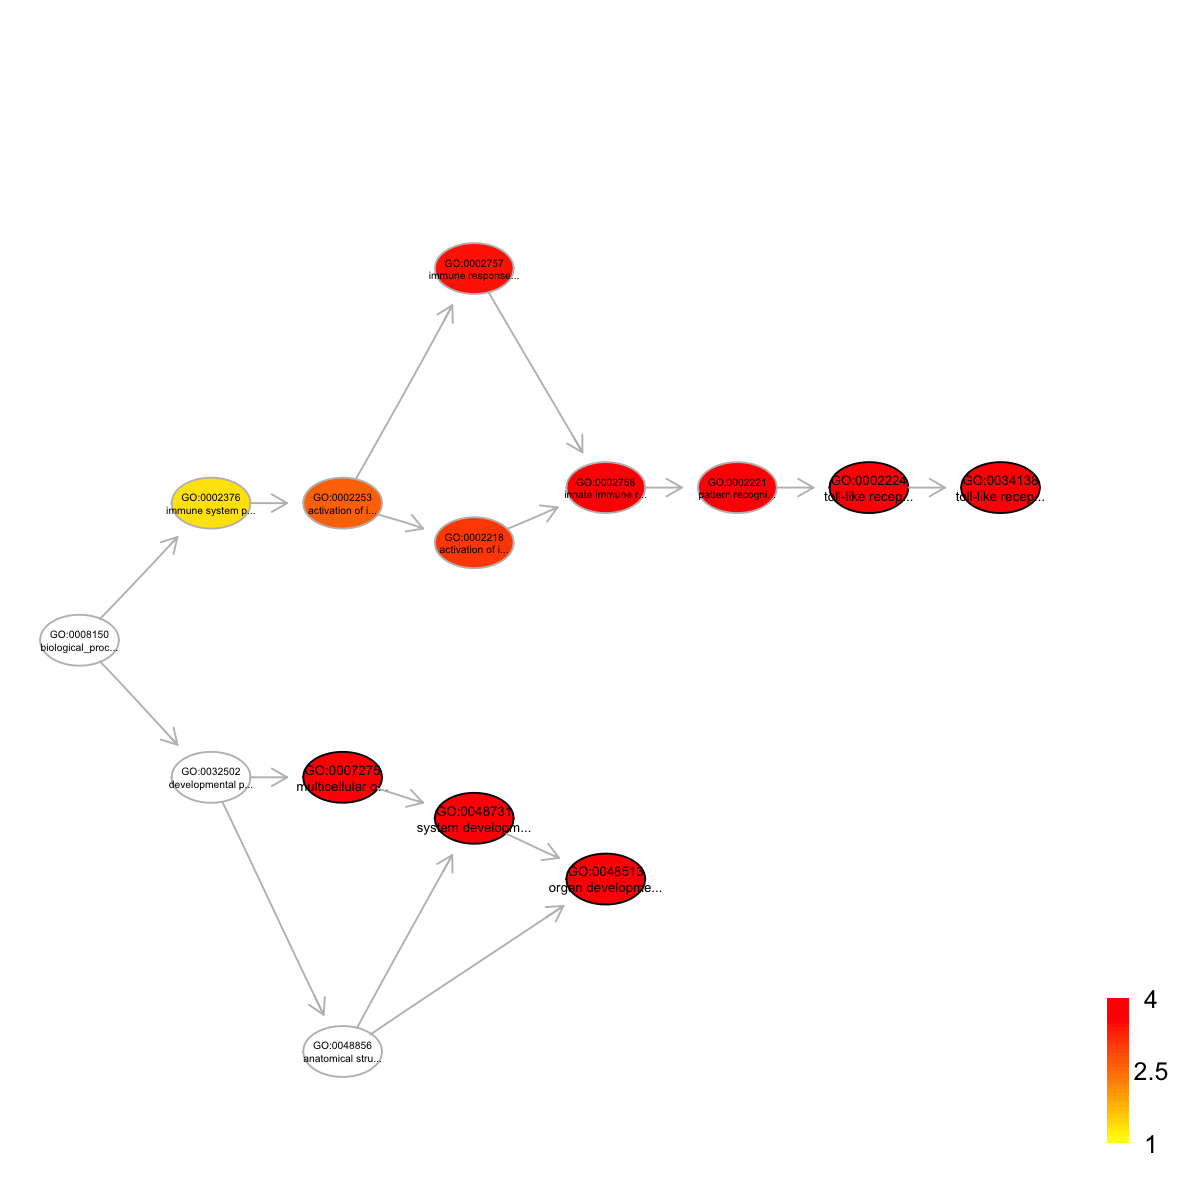 GO:0002757
immune response...
GO:0002376
immune system p...
GO:0002253
activation of i...
GO:0002218
activation of i...
GO:0002758
innate immune r...
GO:0002221
pattern recogni...
GO:0002224
toll-like recep...
GO:0034138
toll-like recep...
GO:0008150
biological_proc...
GO:0032502
developmental p...
GO:0007275
multicellular o...
GO:0048731
system developm...
GO:0048513
organ developme...
GO:0048856
anatomical stru...
4
2.5
1